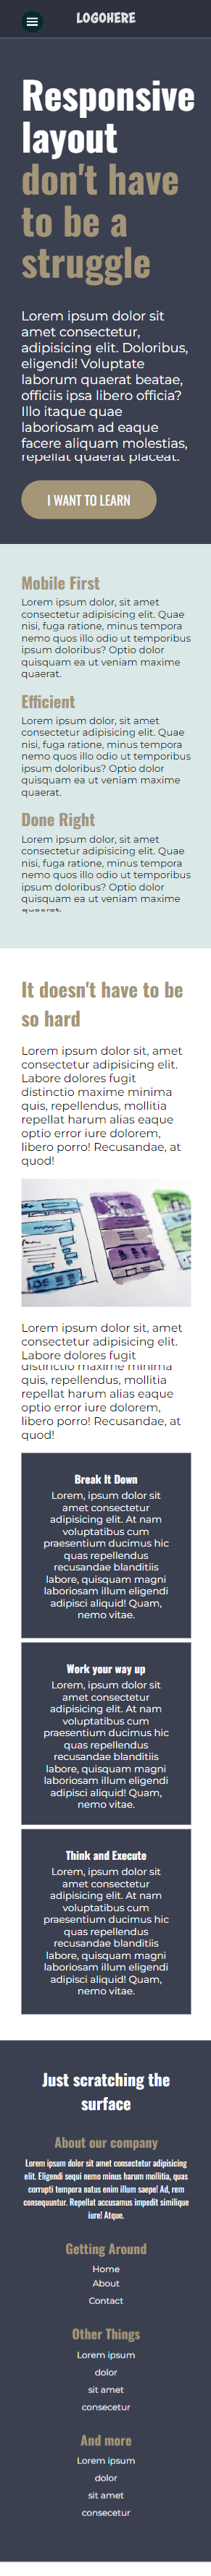 LOGOHERE
Responsive
layout
don't have
to be a
struggle
Lorem ipsum dolor sit
amet consectetur,
adipisicing elit. Doloribus,
eligendi! Voluptate
laborum quaerat beatae,
officiis ipsa libero officia?
Illo itaque quae
laboriosam ad eaque
facere aliquam molestias,
repellat quaerat placeat.
I WANT TO LEARN
Mobile First
Lorem ipsum dolor, sit amet
consectetur adipisicing elit. Quae
nisi, fuga ratione, minus tempora
nemo quos illo odio ut temporibus
ipsum doloribus? Optio dolor
quisquam ea ut veniam maxime
quaerat.
Efficient
Lorem ipsum dolor, sit amet
consectetur adipisicing elit. Quae
nisi, fuga ratione, minus tempora
nemo quos illo odio ut temporibus
ipsum doloribus? Optio dolor
quisquam ea ut veniam maxime
quaerat.
Done Right
Lorem ipsum dolor, sit amet
consectetur adipisicing elit. Quae
nisi, fuga ratione, minus tempora
nemo quos illo odio ut temporibus
ipsum doloribus? Optio dolor
quisquam ea ut veniam maxime
quaerat.
It doesn't have to be
so hard
Lorem ipsum dolor sit, amet
consectetur adipisicing elit.
Labore dolores fugit
distinctio maxime minima
quis, repellendus, mollitia
repellat harum alias eaque
optio error iure dolorem,
libero porro! Recusandae, at
quod!
Lorem ipsum dolor sit, amet
consectetur adipisicing elit.
Labore dolores fugit
distinctio maxime minima
quis, repellendus, mollitia
repellat harum alias eaque
optio error iure dolorem,
libero porro! Recusandae, at
quod!
Break It Down
Lorem, ipsum dolor sit
amet consectetur
adipisicing elit. At nam
voluptatibus cum
praesentium ducimus hic
quas repellendus
recusandae blanditiis
labore, quisquam magni
laboriosam illum eligendi
adipisci aliquid! Quam,
nemo vitae.
Work your way up
Lorem, ipsum dolor sit
amet consectetur
adipisicing elit. At nam
voluptatibus cum
praesentium ducimus hic
quas repellendus
recusandae blanditiis
labore, quisquam magni
laboriosam illum eligendi
adipisci aliquid! Quam,
nemo vitae.
Think and Execute
Lorem, ipsum dolor sit
amet consectetur
adipisicing elit. At nam
voluptatibus cum
praesentium ducimus hic
quas repellendus
recusandae blanditiis
labore, quisquam magni
laboriosam illum eligendi
adipisci aliquid! Quam,
nemo vitae.
Just scratching the
surface
About our company
Lorem ipsum dolor sit amet consectetur adipisicing
elit. Eligendi sequi nemo minus harum mollitia, quas
corrupti tempora natus enim illum saepe! Ad, rem
consequuntur. Repellat accusamus impedit similique
iure! Atque.
Getting Around
Home
About
Contact
Other Things
Lorem ipsum
dolor
sit amet
consecetur
And more
Lorem ipsum
dolor
sit amet
consecetur